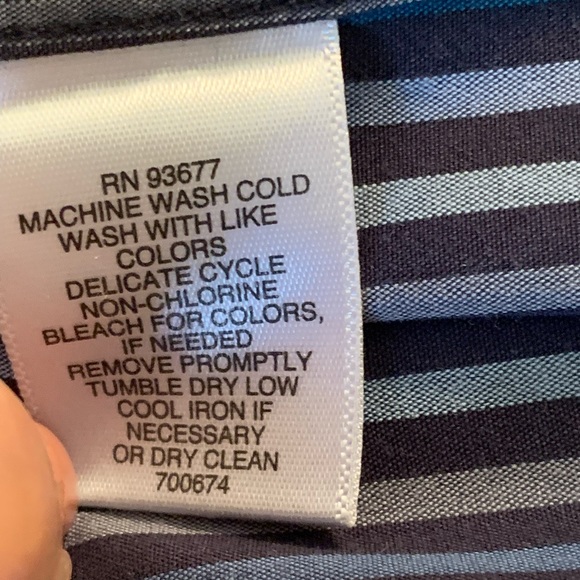 RN 93677
MACHINE WASH COLD
WASH WITH LIKE
COLORS
DELICATE CYCLE
NON-CHLORINE
BLEACH FOR COLORS,
IF NEEDED
REMOVE PROMPTLY
TUMBLE DRY LOW
COOL IRON IF
NECESSARY
OR DRY CLEAN
700674